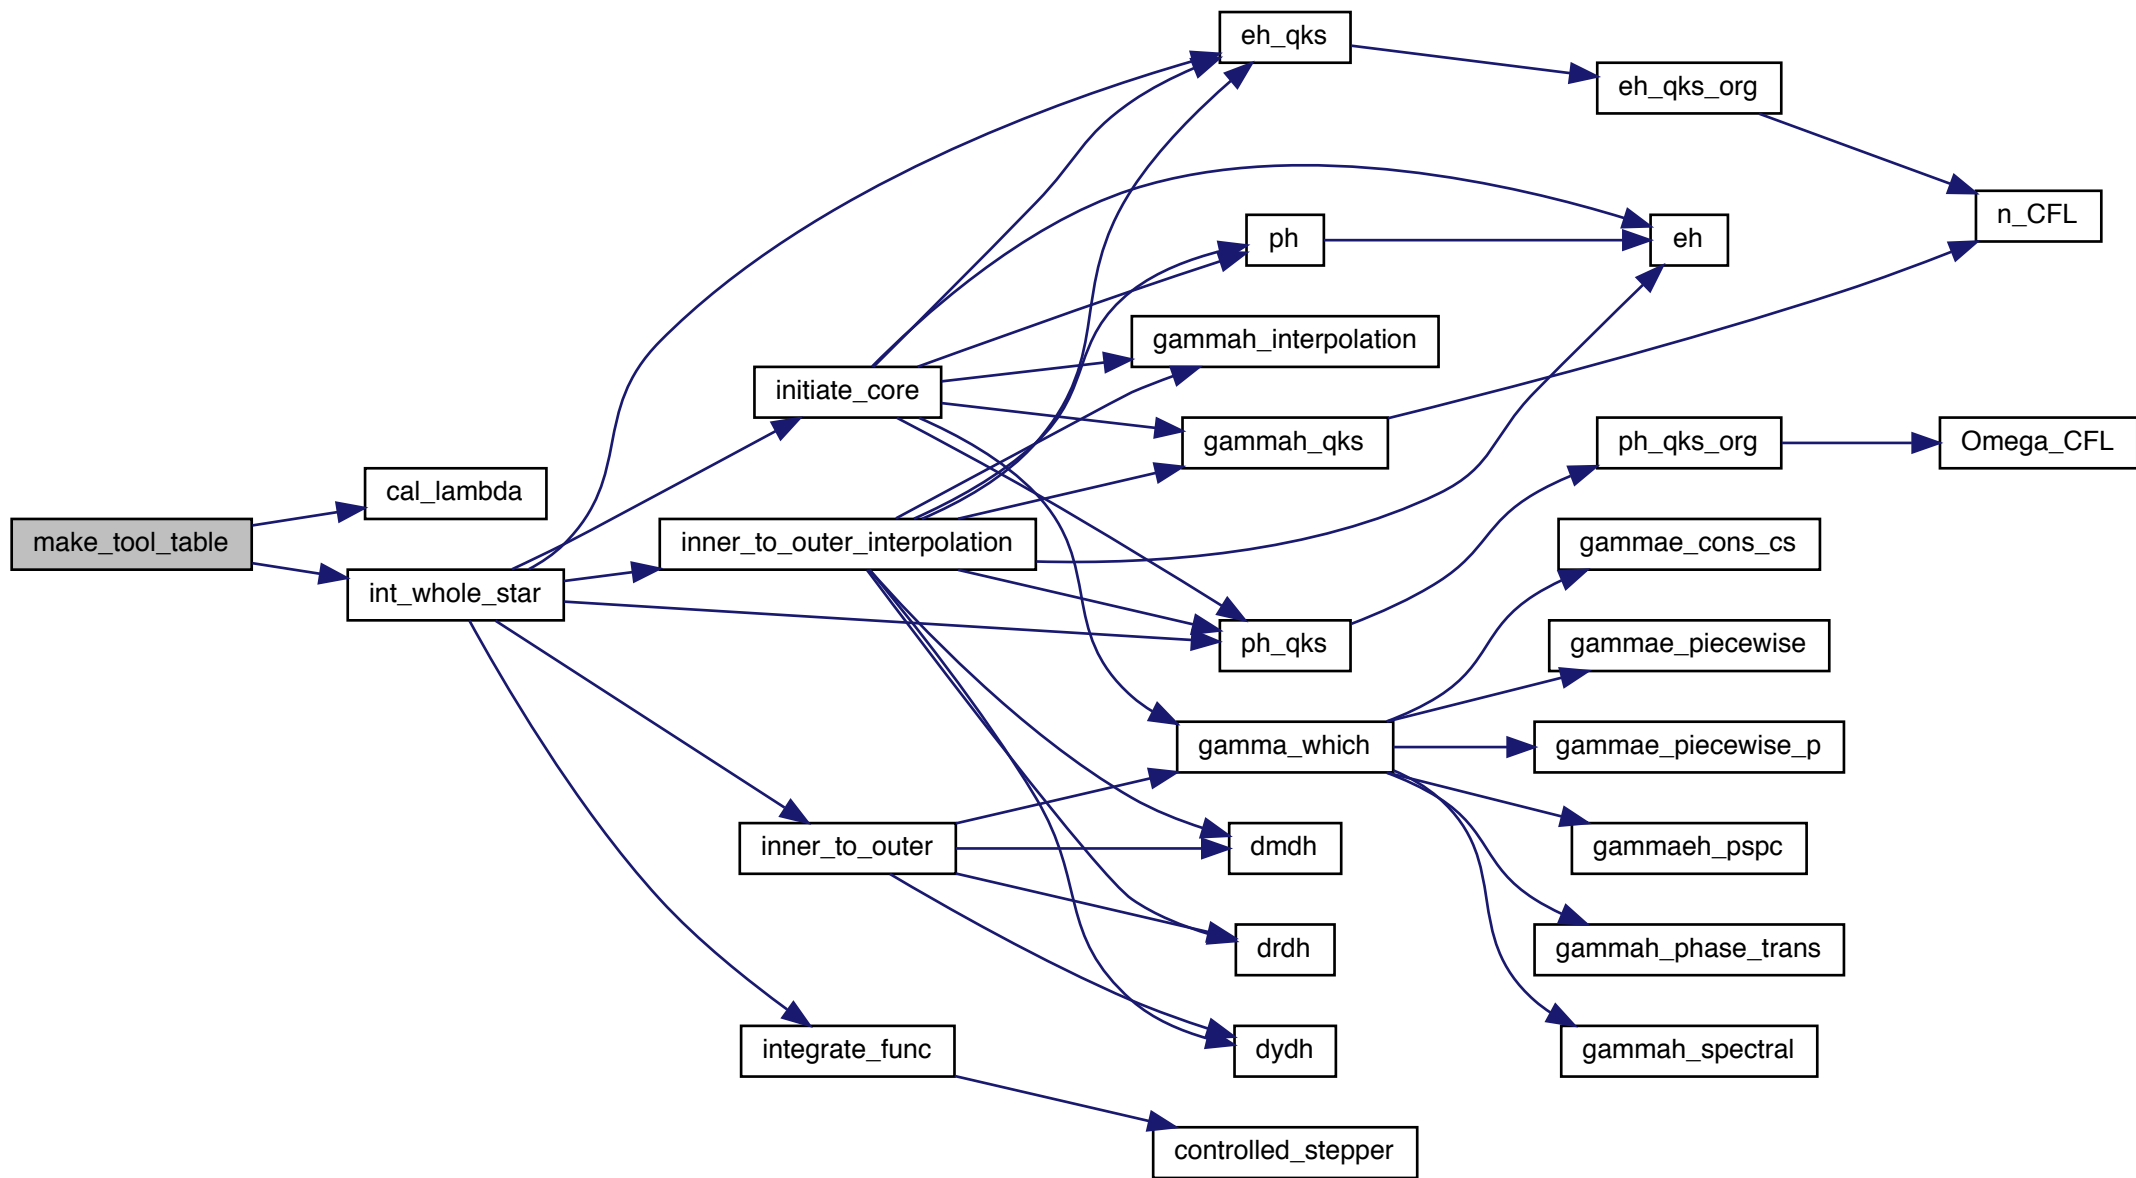 make_tool_table
cal_lambda
int_whole_star
initiate_core
inner_to_outer_interpolation
inner_to_outer
integrate_func
eh_qks
ph
gammah_interpolation
gammah_qks
ph_qks
gamma_which
dmdh
drdh
dydh
controlled_stepper
eh_qks_org
eh
ph_qks_org
gammae_cons_cs
gammae_piecewise
gammae_piecewise_p
gammaeh_pspc
gammah_phase_trans
gammah_spectral
n_CFL
Omega_CFL